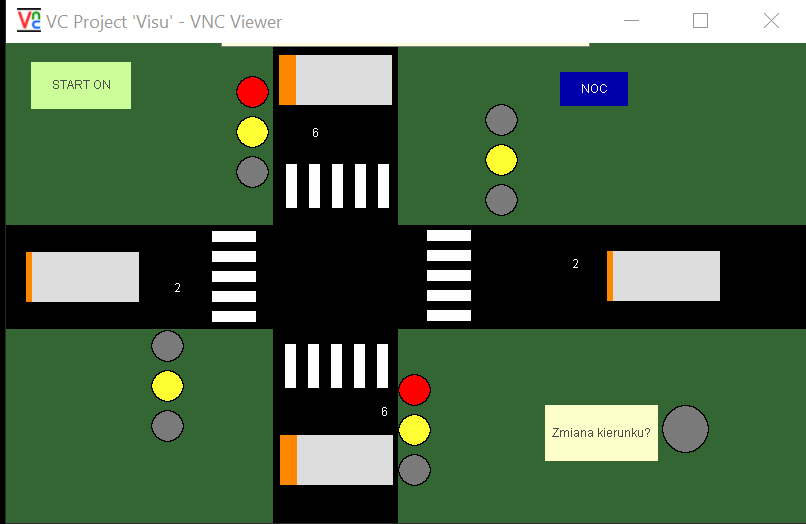 VC Project 'Visu' - VNC Viewer
START ON
NOC
6
2
2
6
Zmiana kierunku?